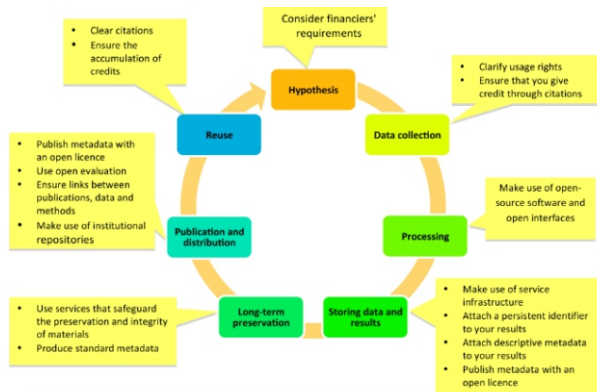 Consider financiers'
requirements
Hypothesis
• Clarify usage rights
• Ensure that you give
credit through citations
Data collection
Make use of open-
source software and
open interfaces
Processing
• Make use of service
infrastructure
• Attach a persistent identifier
to your results
• Attach descriptive metadata
to your results
• Publish metadata with an
open licence
Storing data and
results
• Use services that safeguard
the preservation and integrity
of materials
• Produce standard metadata
Long-term
preservation
• Publish metadata with
an open licence
• Use open evaluation
• Ensure links between
publications, data and
methods
• Make use of institutional
repositories
Publication and
distribution
• Clear citations
• Ensure the
accumulation of
credits
Reuse